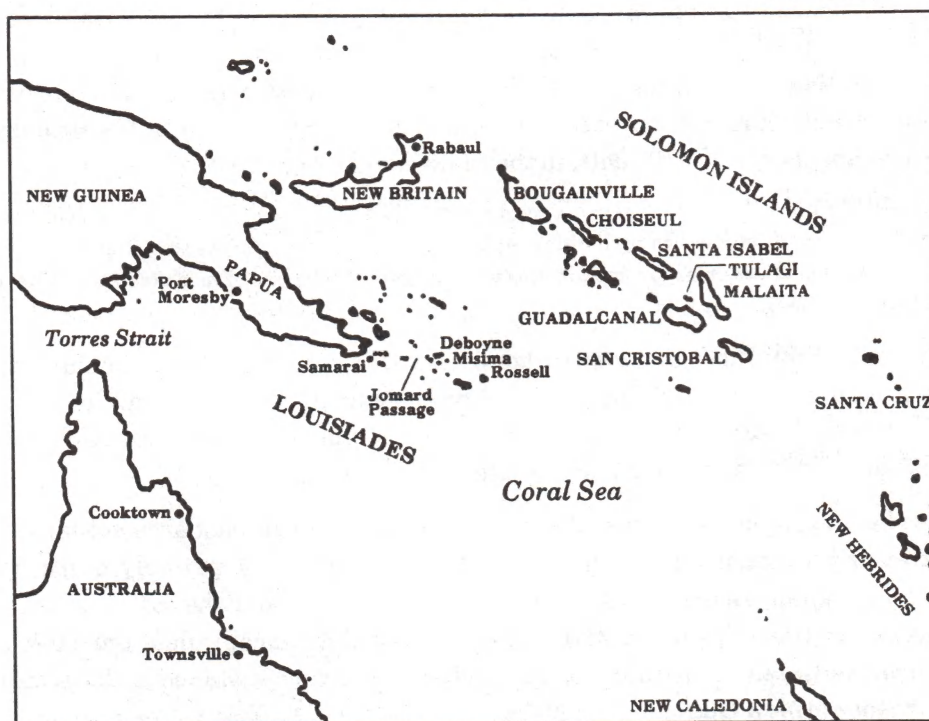 Rabaul
SOLOMON ISLANDS
NEW GUINEA
NEW BRITAIN
BOUGAINVILLE
CHOISEUL
SANTA ISABEL
TULAGI
MALAITA
PAPUA
Port
Moresby
GUADALCANAL
Torres Strait
SAN CRISTOBAL
Samarai
Deboyne
Misima
Rossell
Jomard
Passage
LOUISIADES
SANTA CRUZ
Coral Sea
Cooktown
NEW HEBRIDES
AUSTRALIA
Townsville
NEW CALEDONIA